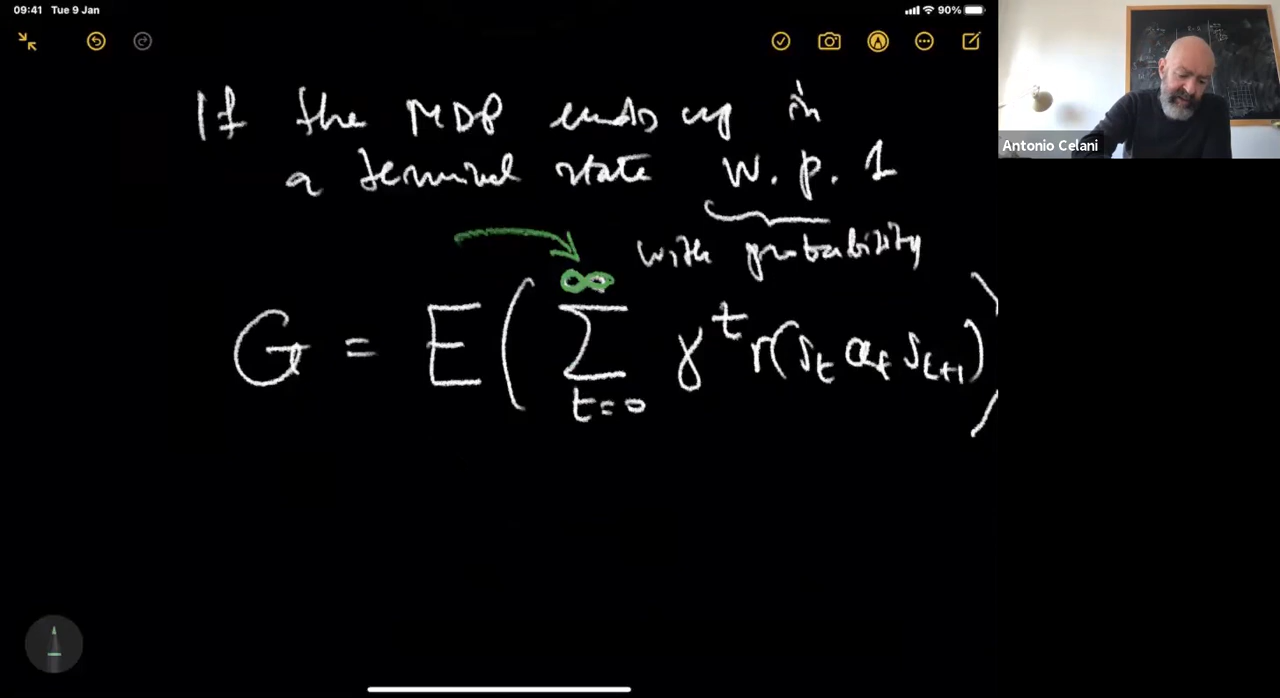 09:41 Tue 9 Jan 90%
If the MDP ends up in
a terminal state w.p. 1
with probability
G = E( ∑_{t=0}^{∞} γ^t r(s_t a_t s_{t+1}) )
Antonio Celani